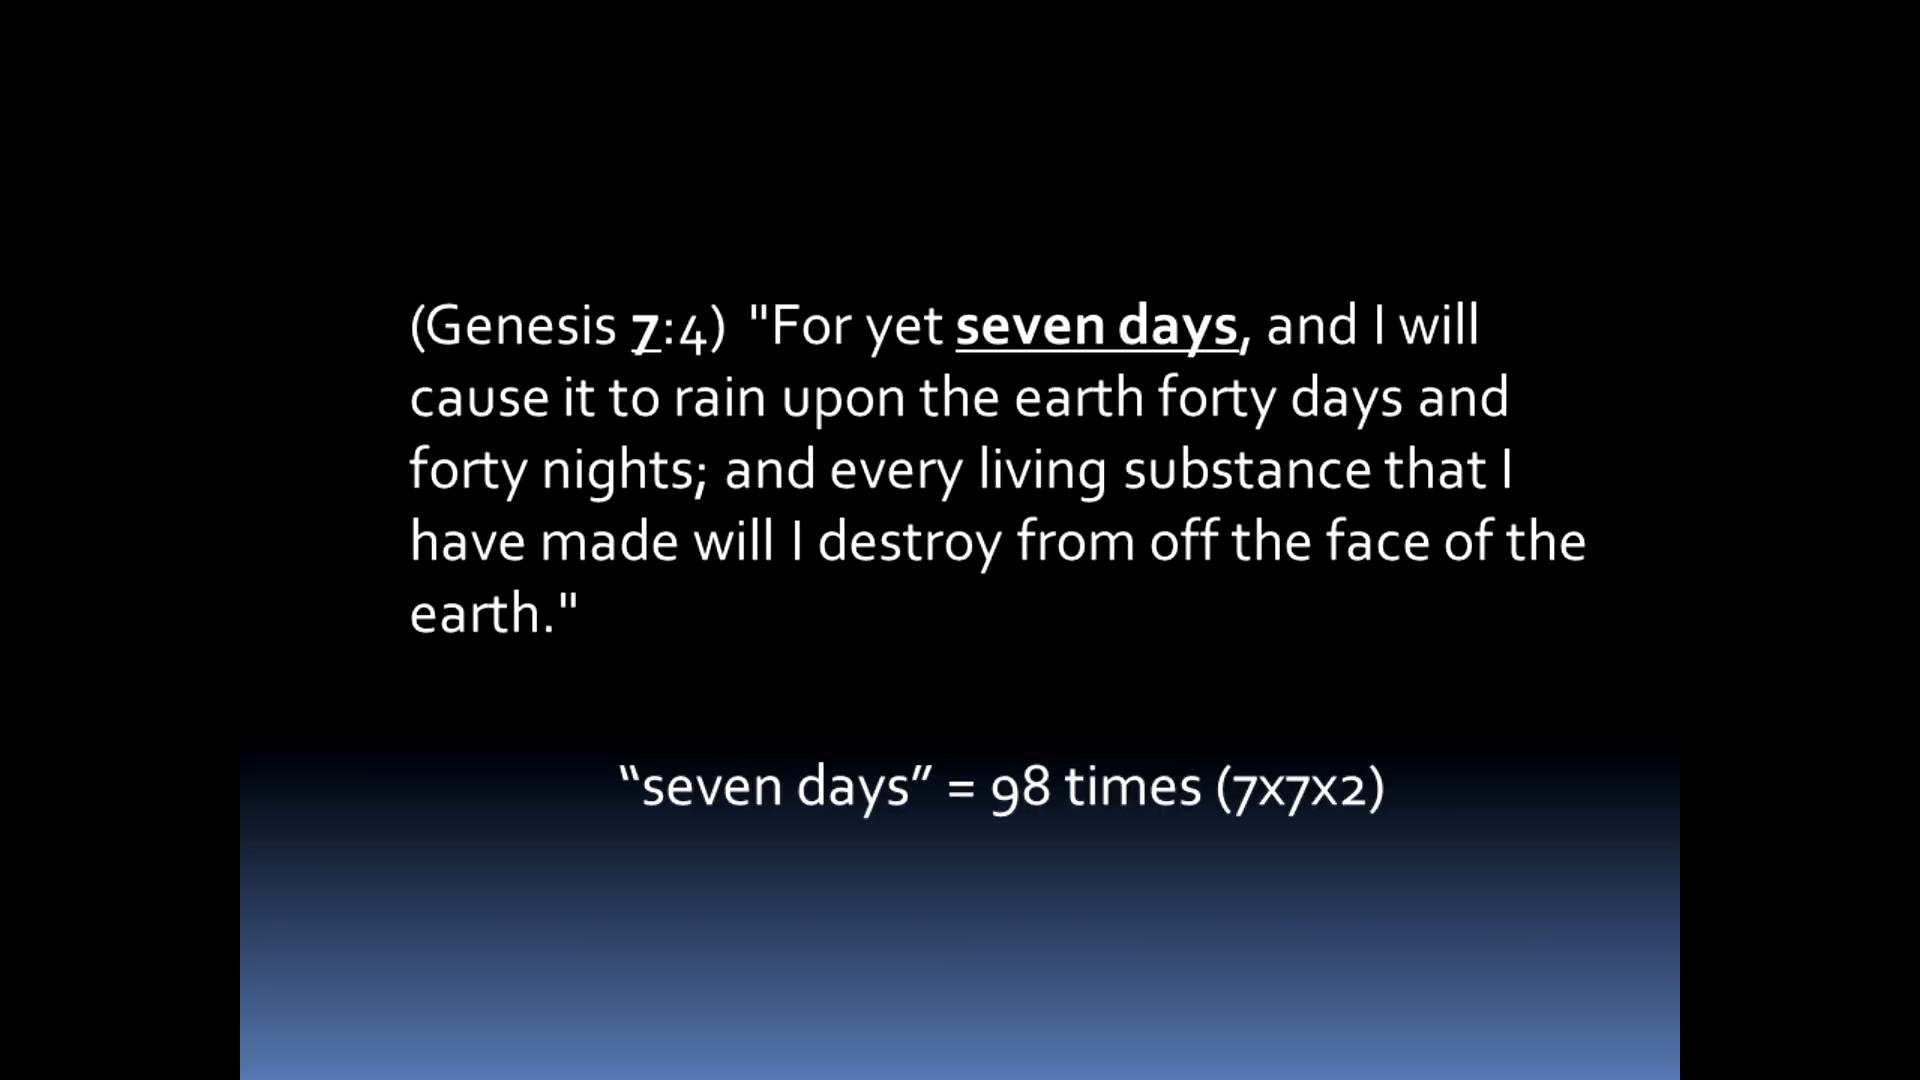 (Genesis 7:4) "For yet seven days, and I will
cause it to rain upon the earth forty days and
forty nights; and every living substance that I
have made will I destroy from off the face of the
earth."
“seven days” = 98 times (7x7x2)